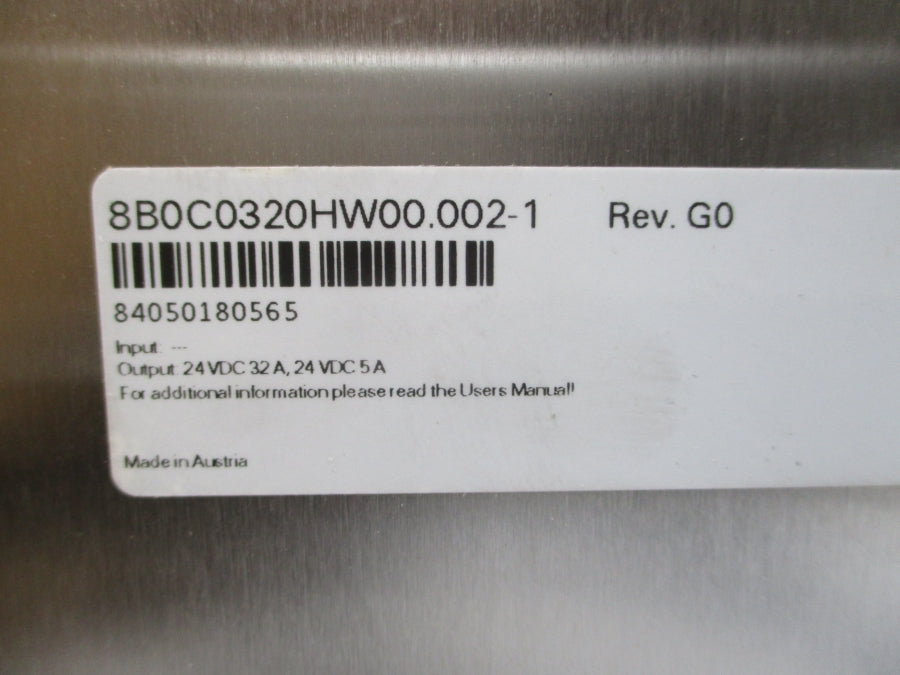 8B0C0320HW00.002-1 Rev. G0
84050180565
Input: ---
Output: 24 VDC 32 A, 24 VDC 5 A
For additional information please read the Users Manual!
Made in Austria